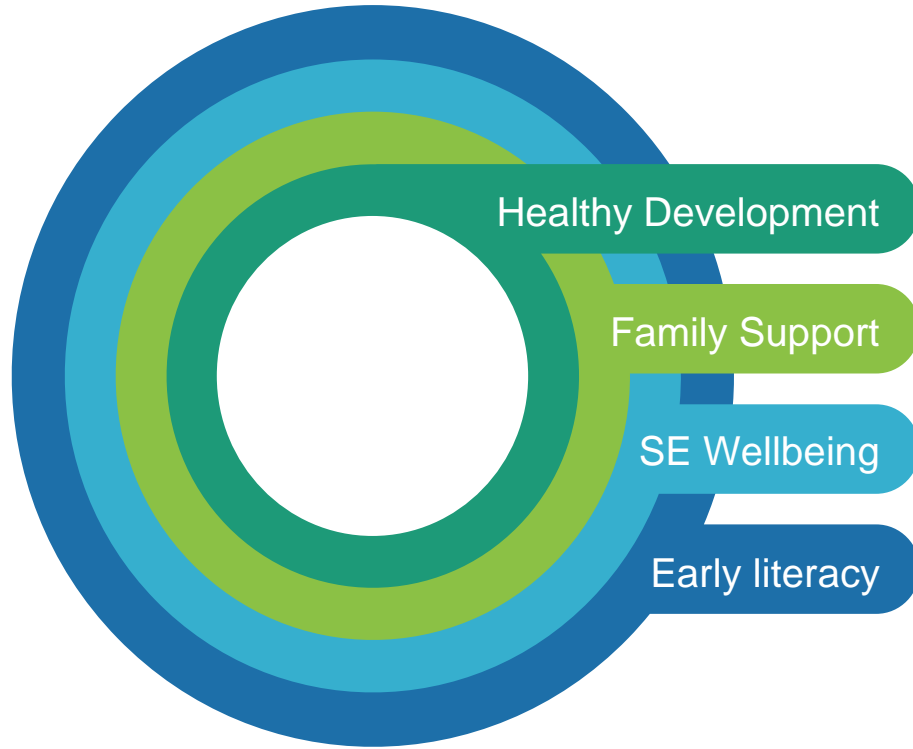 Healthy Development
Family Support
SE Wellbeing
Early literacy